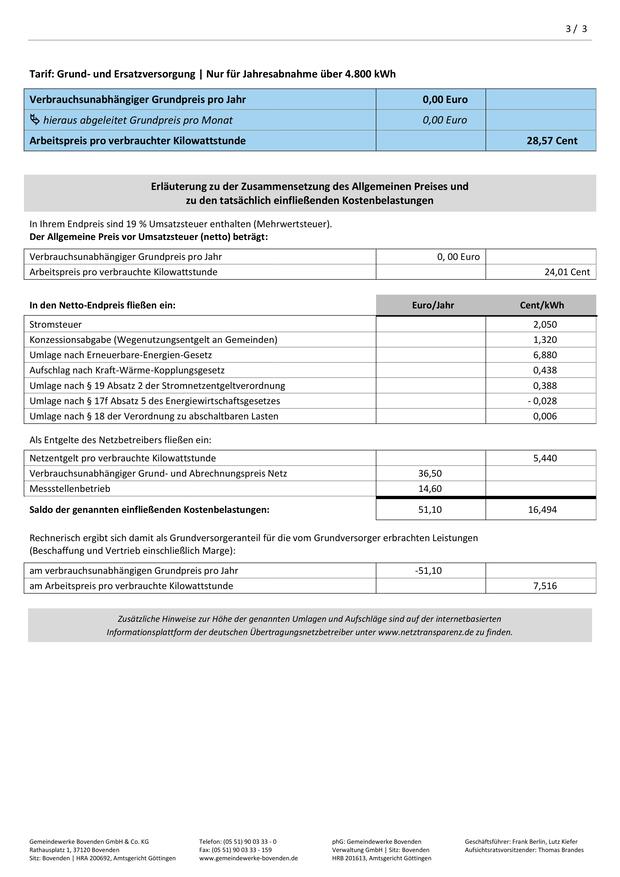 3 / 3
Tarif: Grund- und Ersatzversorgung | Nur für Jahresabnahme über 4.800 kWh
Verbrauchsunabhängiger Grundpreis pro Jahr 0,00 Euro
hieraus abgeleitet Grundpreis pro Monat 0,00 Euro
Arbeitspreis pro verbrauchter Kilowattstunde 28,57 Cent
Erläuterung zu der Zusammensetzung des Allgemeinen Preises und
zu den tatsächlich einfließenden Kostenbelastungen
In Ihrem Endpreis sind 19 % Umsatzsteuer enthalten (Mehrwertsteuer).
Der Allgemeine Preis vor Umsatzsteuer (netto) beträgt:
Verbrauchsunabhängiger Grundpreis pro Jahr 0, 00 Euro
Arbeitspreis pro verbrauchte Kilowattstunde 24,01 Cent
In den Netto-Endpreis fließen ein: Euro/Jahr Cent/kWh
Stromsteuer 2,050
Konzessionsabgabe (Wegenutzungsentgelt an Gemeinden) 1,320
Umlage nach Erneuerbare-Energien-Gesetz 6,880
Aufschlag nach Kraft-Wärme-Kopplungsgesetz 0,438
Umlage nach § 19 Absatz 2 der Stromnetzentgeltverordnung 0,388
Umlage nach § 17f Absatz 5 des Energiewirtschaftsgesetzes - 0,028
Umlage nach § 18 der Verordnung zu abschaltbaren Lasten 0,006
Als Entgelte des Netzbetreibers fließen ein:
Netzentgelt pro verbrauchte Kilowattstunde 5,440
Verbrauchsunabhängiger Grund- und Abrechnungspreis Netz 36,50
Messstellenbetrieb 14,60
Saldo der genannten einfließenden Kostenbelastungen: 51,10 16,494
Rechnerisch ergibt sich damit als Grundversorgeranteil für die vom Grundversorger erbrachten Leistungen
(Beschaffung und Vertrieb einschließlich Marge):
am verbrauchsunabhängigen Grundpreis pro Jahr -51,10
am Arbeitspreis pro verbrauchte Kilowattstunde 7,516
Zusätzliche Hinweise zur Höhe der genannten Umlagen und Aufschläge sind auf der internetbasierten
Informationsplattform der deutschen Übertragungsnetzbetreiber unter www.netztransparenz.de zu finden.
Gemeindewerke Bovenden GmbH & Co. KG Telefon: (05 51) 90 03 33 - 0 phG: Gemeindewerke Bovenden Geschäftsführer: Frank Berlin, Lutz Kiefer
Rathausplatz 1, 37120 Bovenden Fax: (05 51) 90 03 33 - 159 Verwaltung GmbH | Sitz: Bovenden Aufsichtsratsvorsitzender: Thomas Brandes
Sitz: Bovenden | HRA 200692, Amtsgericht Göttingen www.gemeindewerke-bovenden.de HRB 201613, Amtsgericht Göttingen